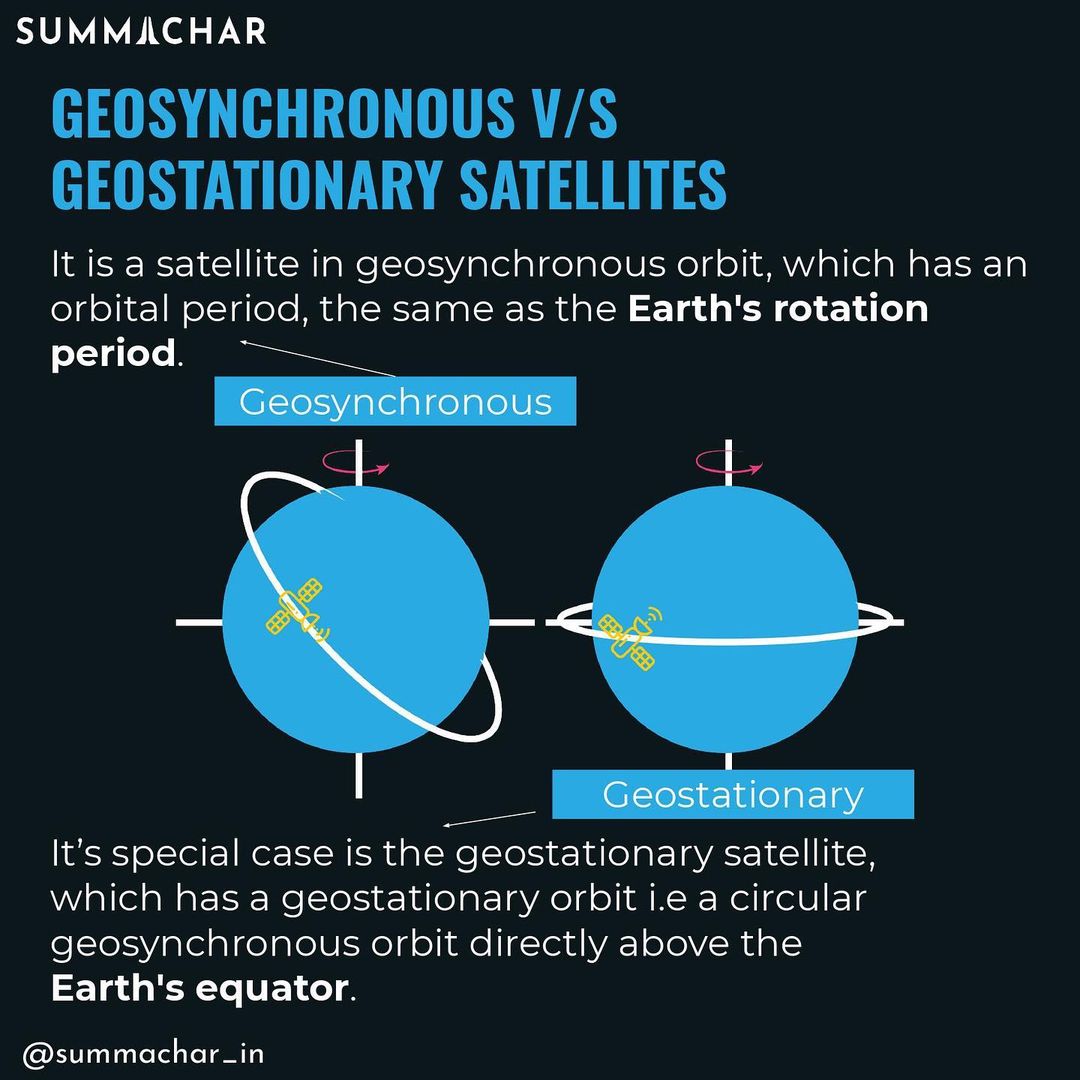 SUMMACHAR
GEOSYNCHRONOUS V/S
GEOSTATIONARY SATELLITES
It is a satellite in geosynchronous orbit, which has an
orbital period, the same as the Earth's rotation
period.
Geosynchronous
Geostationary
It’s special case is the geostationary satellite,
which has a geostationary orbit i.e a circular
geosynchronous orbit directly above the
Earth's equator.
@summachar_in